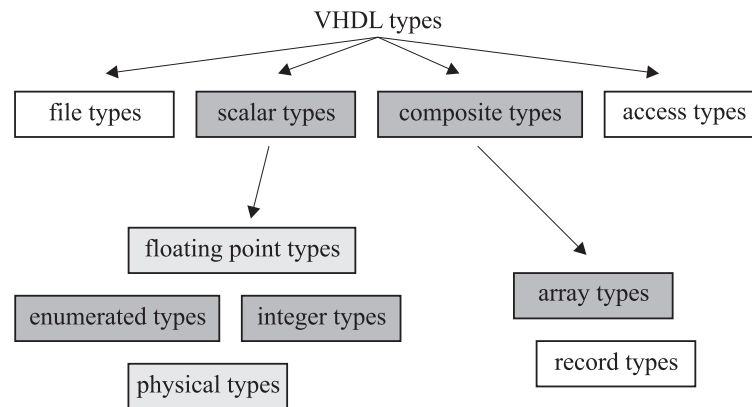 VHDL types
file types
scalar types
composite types
access types
floating point types
enumerated types
integer types
array types
record types
physical types